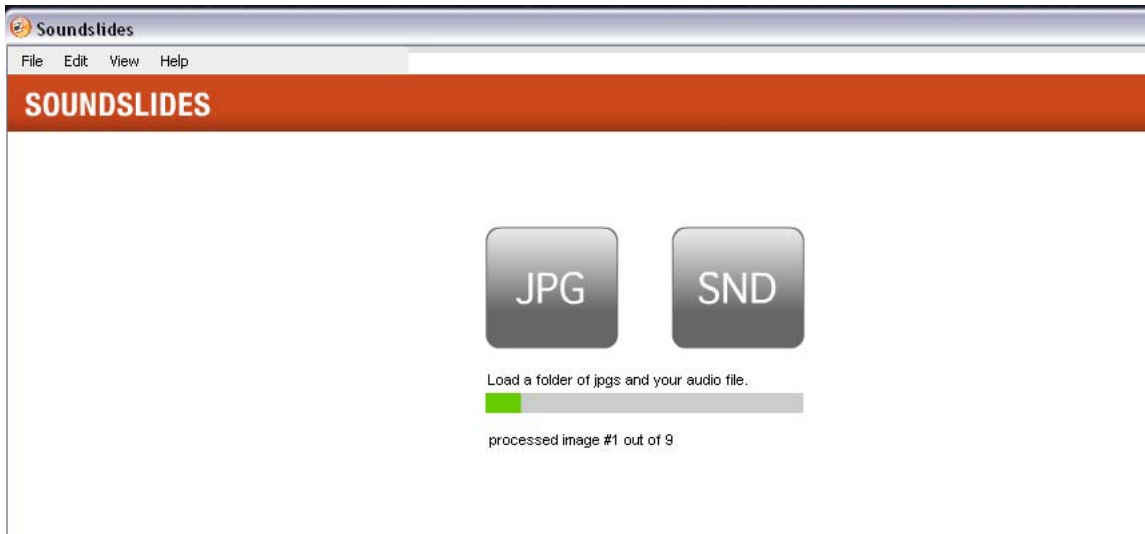 Soundslides
File Edit View Help
SOUNDSLIDES
JPG SND
Load a folder of jpgs and your audio file.
processed image #1 out of 9